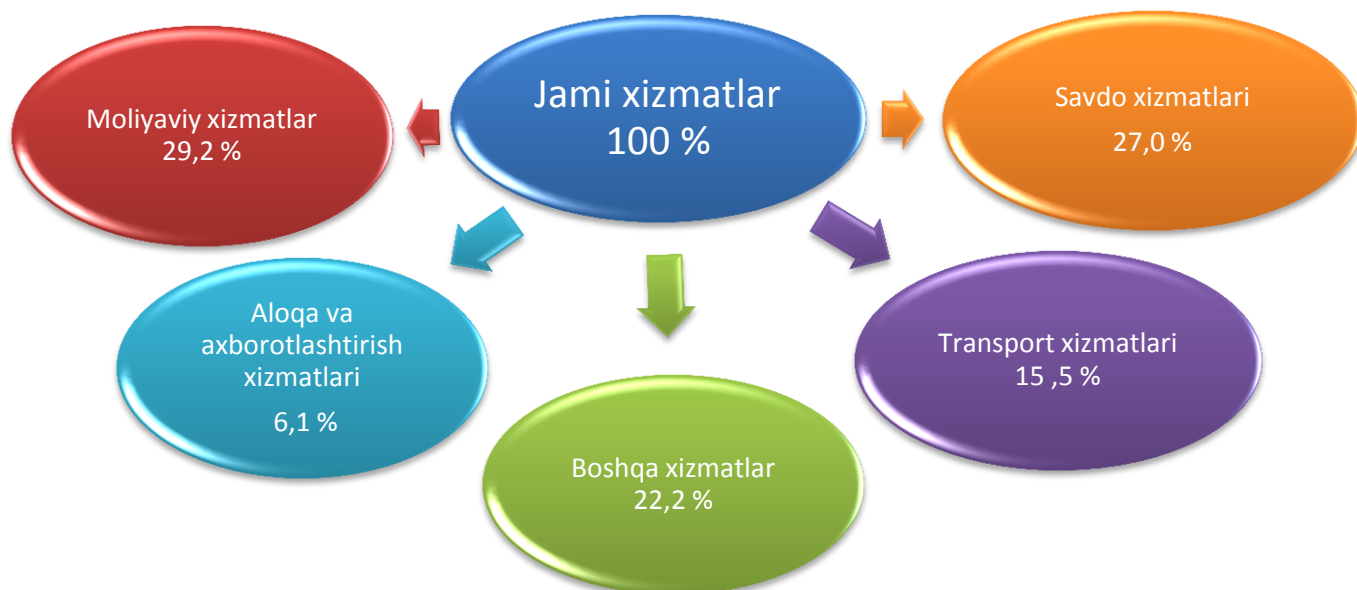 Jami xizmatlar
100 %
Moliyaviy xizmatlar
29,2 %
Savdo xizmatlari
27,0 %
Aloqa va
axborotlashtirish
xizmatlari
6,1 %
Transport xizmatlari
15 ,5 %
Boshqa xizmatlar
22,2 %